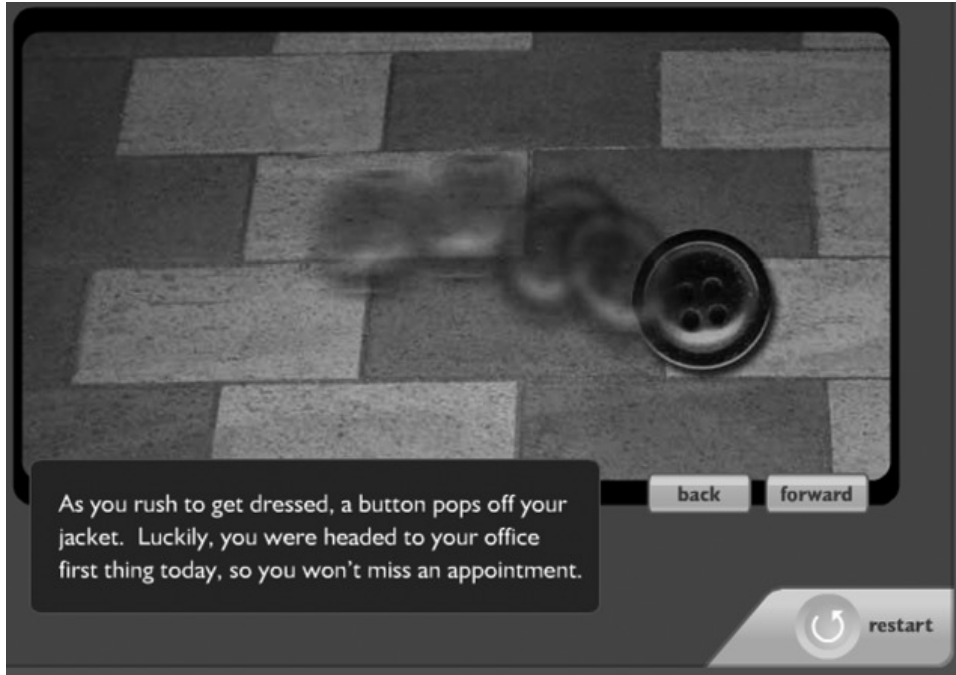 As you rush to get dressed, a button pops off your
jacket.  Luckily, you were headed to your office
first thing today, so you won't miss an appointment.
back
forward
restart